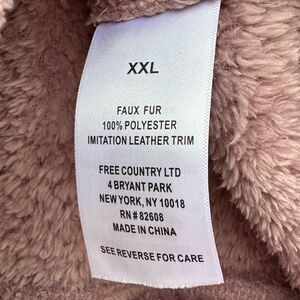 XXL
FAUX FUR
100% POLYESTER
IMITATION LEATHER TRIM
FREE COUNTRY LTD
4 BRYANT PARK
NEW YORK, NY 10018
RN # 82608
MADE IN CHINA
SEE REVERSE FOR CARE